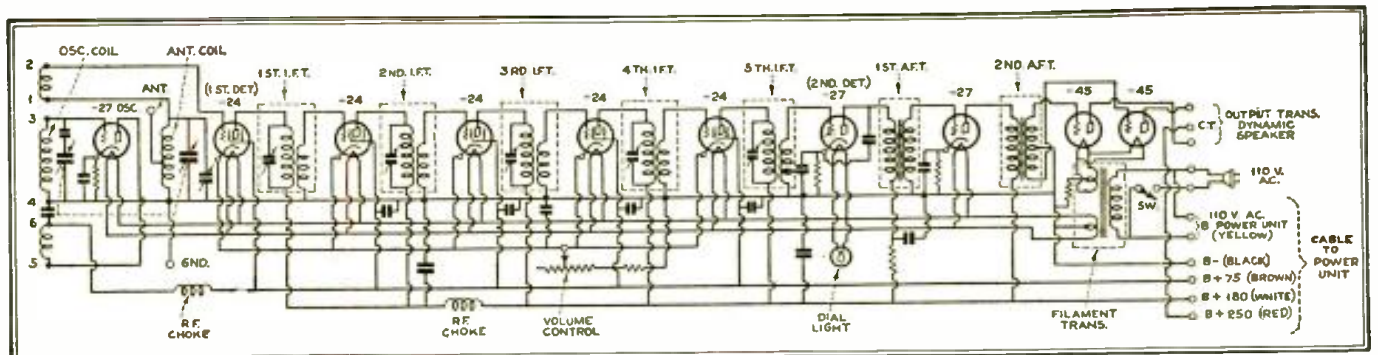 OSC. COIL
ANT. COIL
2
1
3
4
6
5
-27 OSC.
ANT.
(1ST. DET.)
-24
1ST. I.F.T.
-24
2ND. I.F.T.
-24
3RD I.F.T.
-24
4TH. I.F.T.
-24
5TH. I.F.T.
(2ND. DET.)
-27
1ST. A.F.T.
-27
2ND A.F.T.
-45
-45
C.T.
OUTPUT TRANS.
DYNAMIC
SPEAKER
110 V.
A.C.
SW.
110 V. AC.
B POWER UNIT
(YELLOW)
B- (BLACK)
B+ 75 (BROWN)
B+ 180 (WHITE)
B+ 250 (RED)
CABLE
TO
POWER
UNIT
GND.
R.F.
CHOKE
R.F.
CHOKE
VOLUME
CONTROL
DIAL
LIGHT
FILAMENT
TRANS.